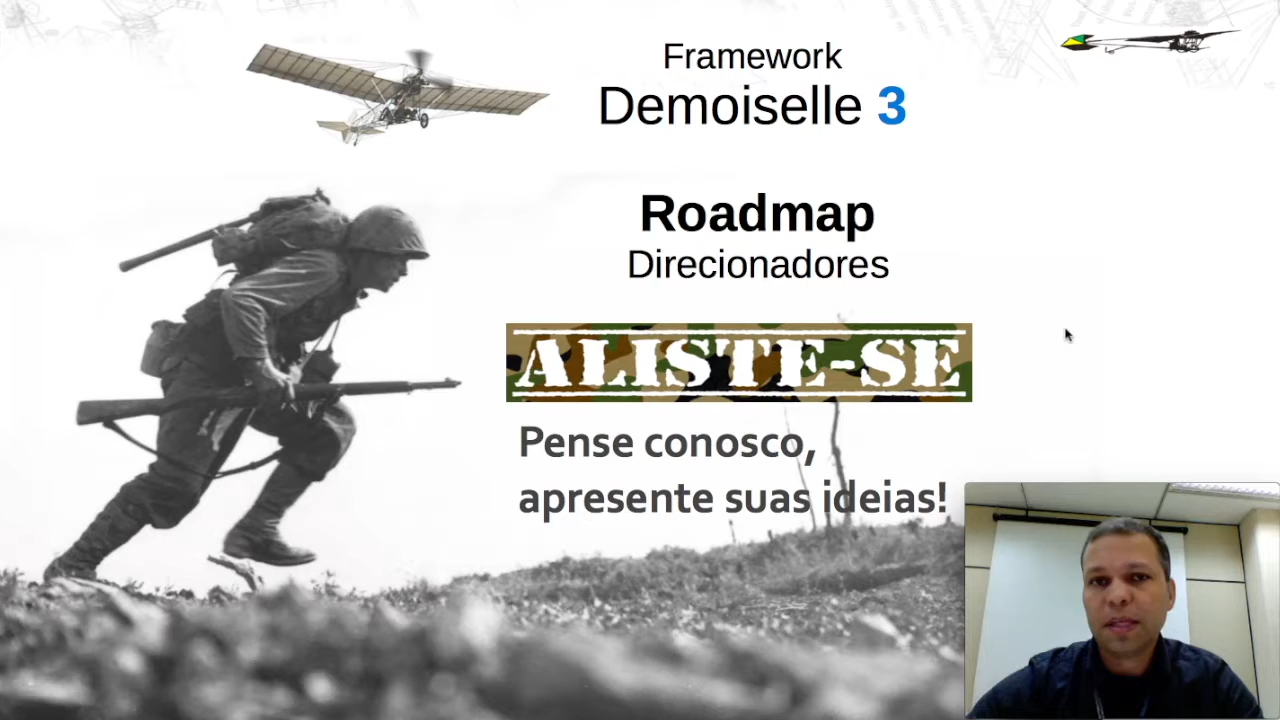 Framework
Demoiselle 3
Roadmap
Direcionadores
ALISTE-SE
Pense conosco,
apresente suas ideias!